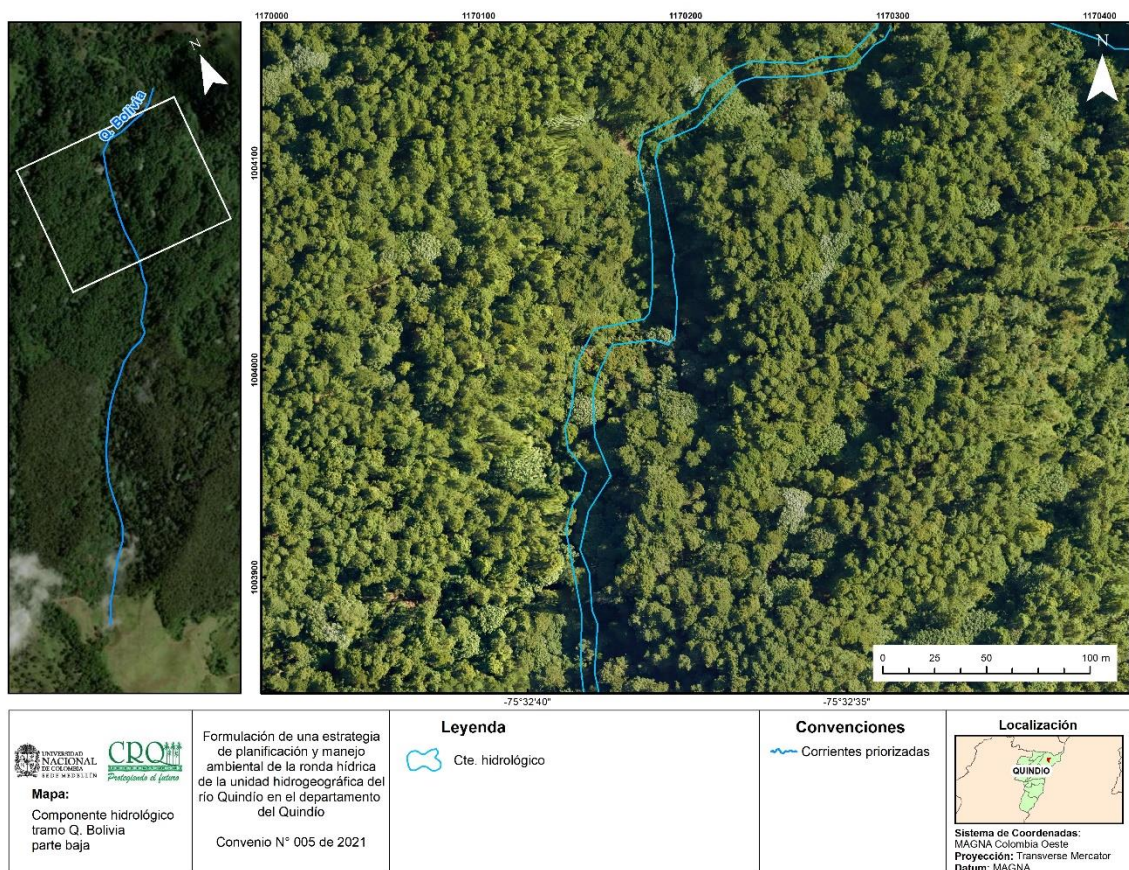 1170000
1170100
1170200
1170300
1170400
N
Q. Bolivia
N
1004100
1004000
1003900
0
25
50
100 m
-75°32'40"
-75°32'35"
UNIVERSIDAD
NACIONAL
DE COLOMBIA
SEDE MEDELLÍN
CRQ
Protegiendo el futuro
Mapa:
Componente hidrológico
tramo Q. Bolivia
parte baja
Formulación de una estrategia
de planificación y manejo
ambiental de la ronda hídrica
de la unidad hidrogeográfica del
río Quindío en el departamento
del Quindío
Convenio N° 005 de 2021
Leyenda
Cte. hidrológico
Convenciones
Corrientes priorizadas
Localización
QUINDIO
Sistema de Coordenadas:
MAGNA Colombia Oeste
Proyección: Transverse Mercator
Datum: MAGNA